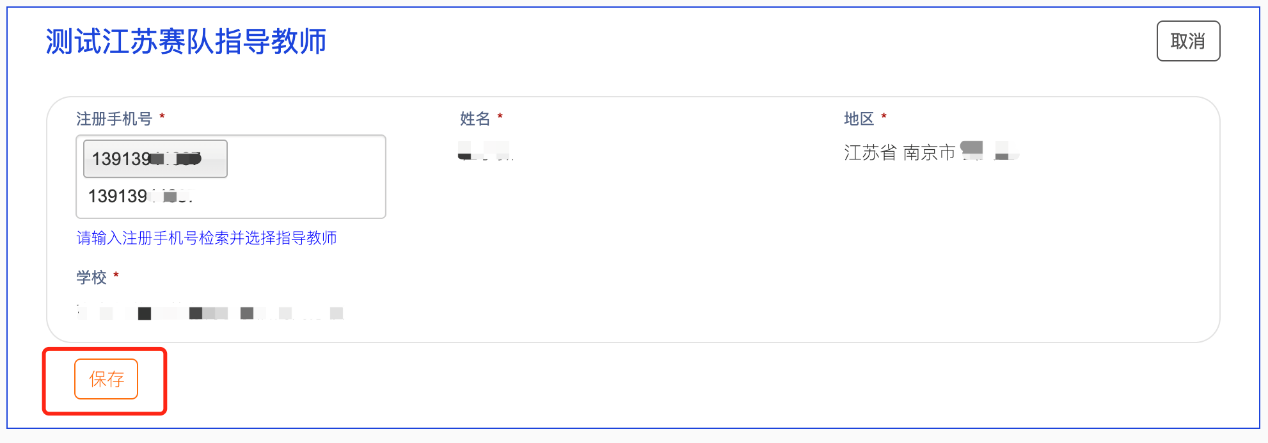 测试江苏赛队指导教师
取消
注册手机号 *
姓名 *
地区 *
139139
江苏省 南京市
139139
请输入注册手机号检索并选择指导教师
学校 *
保存